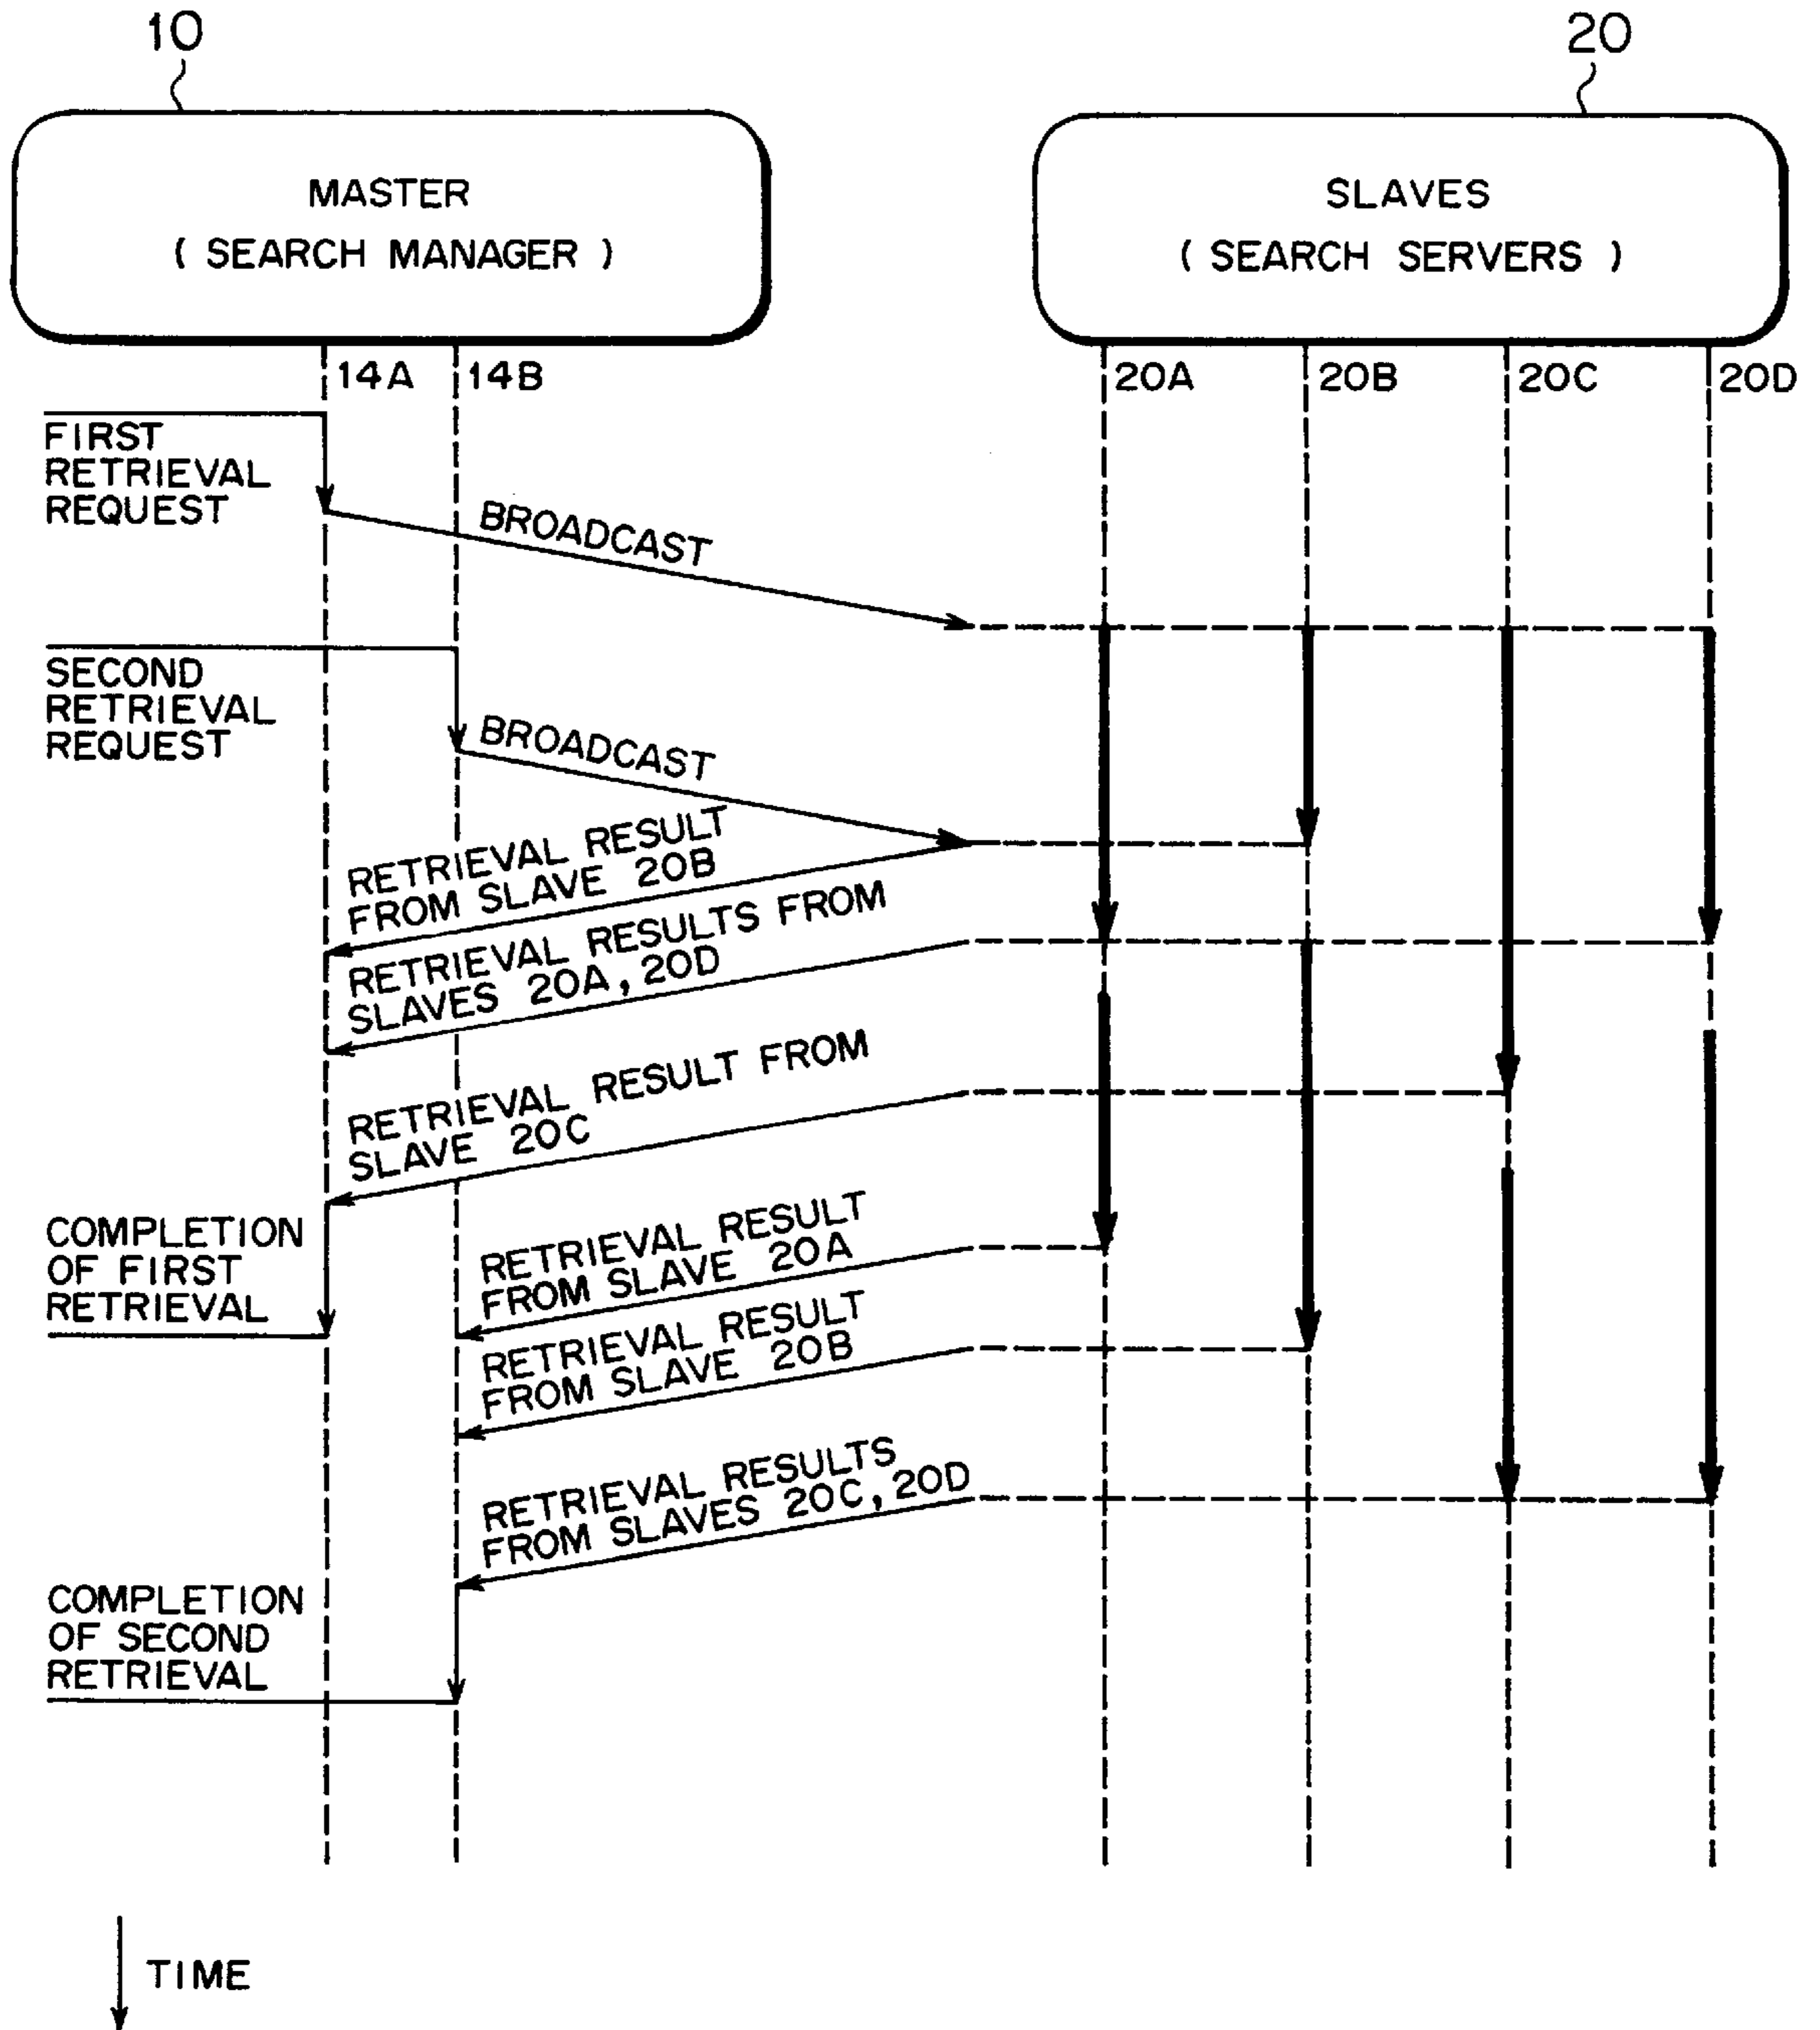 10
20
MASTER
( SEARCH MANAGER )
SLAVES
( SEARCH SERVERS )
14A
14B
20A
20B
20C
20D
FIRST
RETRIEVAL
REQUEST
BROADCAST
SECOND
RETRIEVAL
REQUEST
BROADCAST
RETRIEVAL RESULT
FROM SLAVE 20B
RETRIEVAL RESULTS FROM
SLAVES 20A, 20D
RETRIEVAL RESULT FROM
SLAVE 20C
COMPLETION
OF FIRST
RETRIEVAL
RETRIEVAL RESULT
FROM SLAVE 20A
RETRIEVAL RESULT
FROM SLAVE 20B
RETRIEVAL RESULTS
FROM SLAVES 20C, 20D
COMPLETION
OF SECOND
RETRIEVAL
TIME